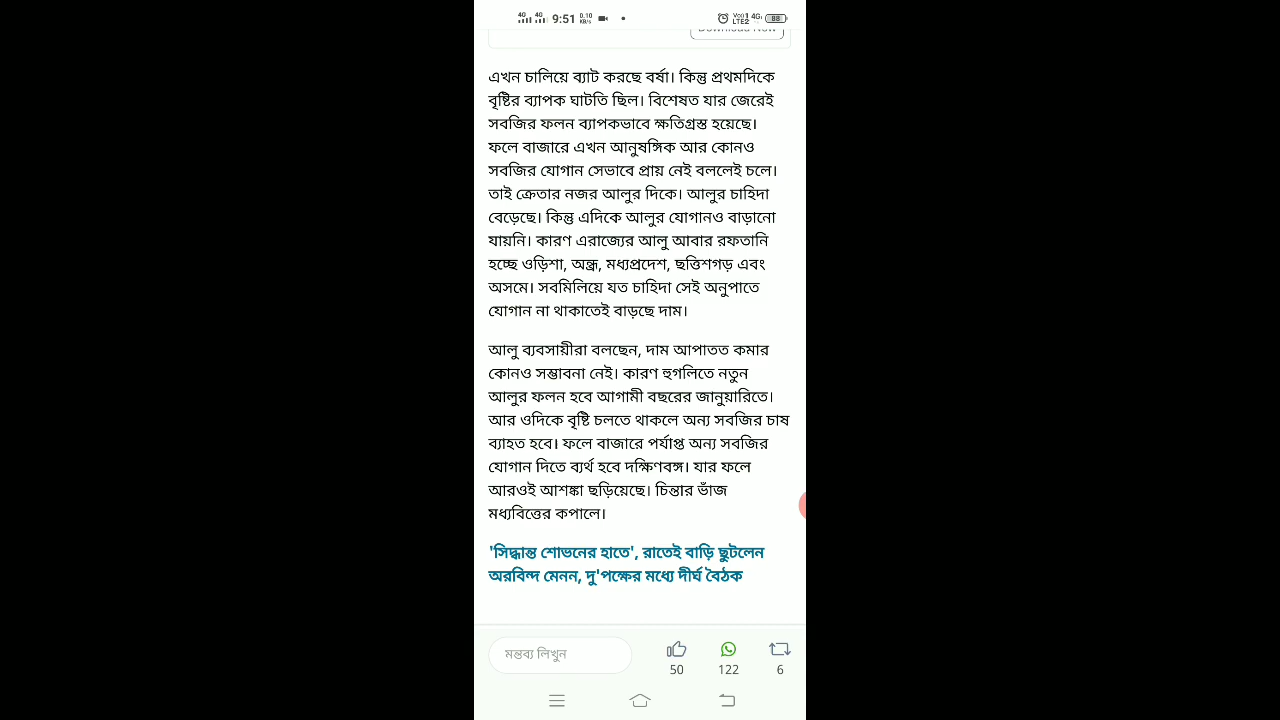 9:51
0.10
KB/s
4G
88
এখন চালিয়ে ব্যাট করছে বর্ষা। কিন্তু প্রথমদিকে
বৃষ্টির ব্যাপক ঘাটতি ছিল। বিশেষত যার জেরেই
সবজির ফলন ব্যাপকভাবে ক্ষতিগ্রস্ত হয়েছে।
ফলে বাজারে এখন আনুষঙ্গিক আর কোনও
সবজির যোগান সেভাবে প্রায় নেই বললেই চলে।
তাই ক্রেতার নজর আলুর দিকে। আলুর চাহিদা
বেড়েছে। কিন্তু এদিকে আলুর যোগানও বাড়ানো
যায়নি। কারণ এরাজ্যের আলু আবার রফতানি
হচ্ছে ওড়িশা, অন্ধ্র, মধ্যপ্রদেশ, ছত্তিশগড় এবং
অসমে। সবমিলিয়ে যত চাহিদা সেই অনুপাতে
যোগান না থাকাতেই বাড়ছে দাম।
আলু ব্যবসায়ীরা বলছেন, দাম আপাতত কমার
কোনও সম্ভাবনা নেই। কারণ হুগলিতে নতুন
আলুর ফলন হবে আগামী বছরের জানুয়ারিতে।
আর ওদিকে বৃষ্টি চলতে থাকলে অন্য সবজির চাষ
ব্যাহত হবে। ফলে বাজারে পর্যাপ্ত অন্য সবজির
যোগান দিতে ব্যর্থ হবে দক্ষিণবঙ্গ। যার ফলে
আরওই আশঙ্কা ছড়িয়েছে। চিন্তার ভাঁজ
মধ্যবিত্তের কপালে।
'সিদ্ধান্ত শোভনের হাতে', রাতেই বাড়ি ছুটলেন
অরবিন্দ মেনন, দু'পক্ষের মধ্যে দীর্ঘ বৈঠক
মন্তব্য লিখুন
50 122 6